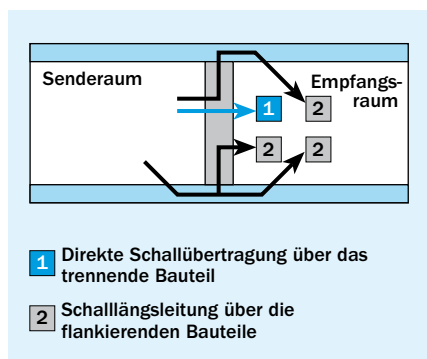 Senderaum
Empfangs-
raum
1
2
2
2
1 Direkte Schallübertragung über das
trennende Bauteil
2 Schalllängsleitung über die
flankierenden Bauteile